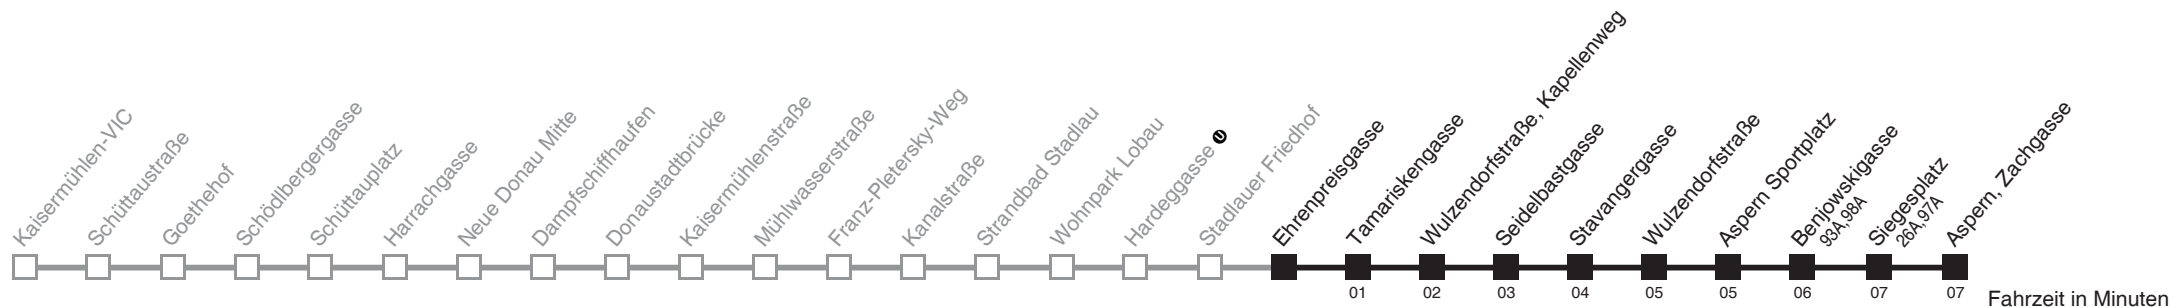 Kaisermühlen-VIC
Schüttaustraße
Goethehof
Schödlbergergasse
Schüttauplatz
Harrachgasse
Neue Donau Mitte
Dampfschiffhaufen
Donaustadtbrücke
Kaisermühlenstraße
Mühlwasserstraße
Franz-Pletersky-Weg
Kanalstraße
Strandbad Stadlau
Wohnpark Lobau
Hardeggasse U
Stadlauer Friedhof
Ehrenpreisgasse
Tamariskengasse
Wulzendorfstraße, Kapellenweg
Seidelbastgasse
Stavangergasse
Wulzendorfstraße
Aspern Sportplatz
Benjowskigasse
93A,98A
Siegesplatz
26A,97A
Aspern, Zachgasse
01 02 03 04 05 05 06 07 07 Fahrzeit in Minuten